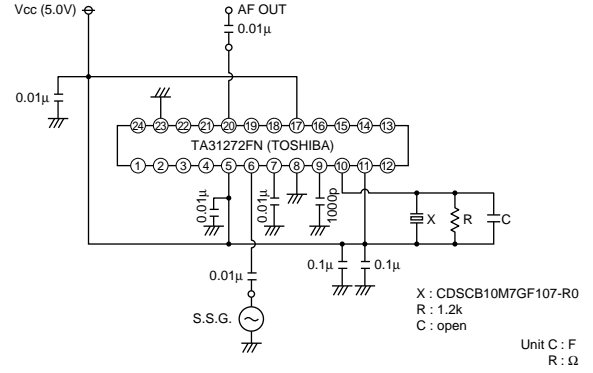 Vcc (5.0V)
AF OUT
0.01μ
0.01μ
24 23 22 21 20 19 18 17 16 15 14 13
TA31272FN (TOSHIBA)
1 2 3 4 5 6 7 8 9 10 11 12
0.01μ
0.01μ
1000p
X
R
C
0.01μ
0.1μ
0.1μ
S.S.G.
X : CDSCB10M7GF107-R0
R : 1.2k
C : open
Unit C : F
R : Ω